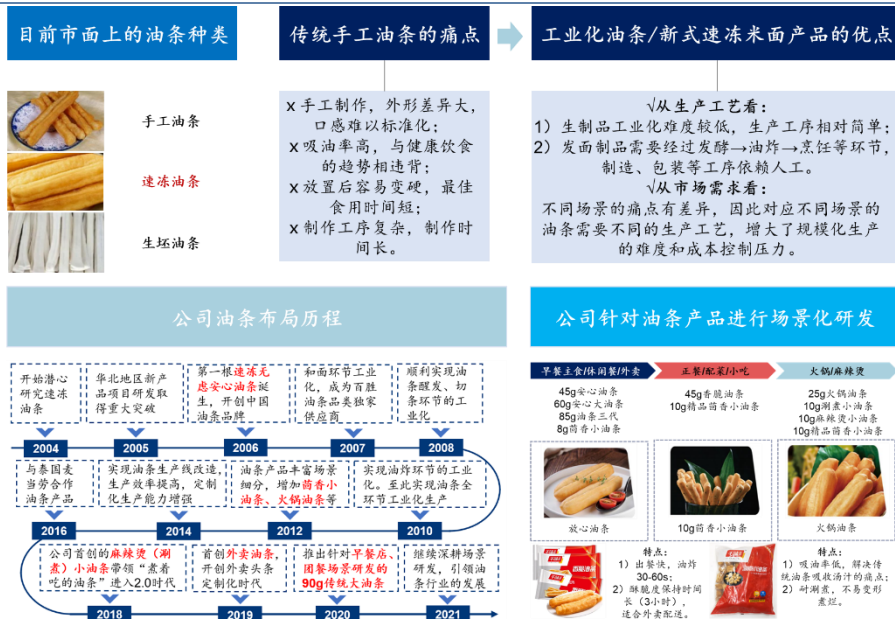 目前市面上的油条种类
传统手工油条的痛点
工业化油条/新式速冻米面产品的优点
手工油条
速冻油条
生坯油条
x 手工制作，外形差异大，
口感难以标准化；
x 吸油率高，与健康饮食
的趋势相违背；
x 放置后容易变硬，最佳
食用时间短；
x 制作工序复杂，制作时
间长。
√从生产工艺看：
1）生制品工业化难度较低，生产工序相对简单；
2）发面制品需要经过发酵→油炸→烹饪等环节，
制造、包装等工序依赖人工。
√从市场需求看：
不同场景的痛点有差异，因此对应不同场景的
油条需要不同的生产工艺，增大了规模化生产
的难度和成本控制压力。
公司油条布局历程
开始潜心
研究速冻
油条
华北地区新产
品项目研发取
得重大突破
第一根速冻无
虑安心油条诞
生，开创中国
油条品牌
和面环节工业
化，成为百胜
油条品类独家
供应商
顺利实现油
条醒发、切
条环节的工
业化
2004
2005
2006
2007
2008
与泰国麦
当劳合作
油条产品
实现油条生产线改造，
生产效率提高，定制
化生产能力增强
油条产品丰富场景
细分，增加茴香小
油条、火锅油条等
实现油炸环节的工业
化。至此实现油条全
环节工业化生产
2016
2014
2012
2010
公司首创的麻辣烫（涮
煮）小油条带领“煮着
吃的油条”进入2.0时代
首创外卖油条，
开创外卖头条
定制化时代
推出针对早餐店、
团餐场景研发的
90g传统大油条
继续深耕场景
研发，引领油
条行业的发展
2018
2019
2020
2021
公司针对油条产品进行场景化研发
早餐主食/休闲餐/外卖
正餐/配菜/小吃
火锅/麻辣烫
45g安心油条
60g安心大油条
85g油条三代
8g茴香小油条
45g香脆油条
10g精品茴香小油条
25g火锅油条
10g涮煮小油条
10g麻辣烫小油条
10g精品茴香小油条
放心油条
10g茴香小油条
火锅油条
特点：
1） 出餐快，油炸
30-60s；
2） 酥脆度保持时间
长（3小时），
适合外卖配送。
特点：
1） 吸油率低，解决传
统油条吸收汤汁的痛点；
2） 耐涮煮，不易变形
煮烂。